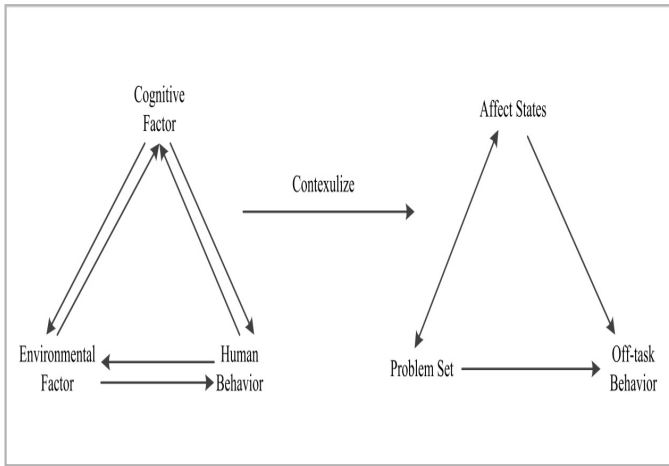 Cognitive
Factor
Affect States
Contexulize
Environmental
Factor
Human
Behavior
Problem Set
Off-task
Behavior